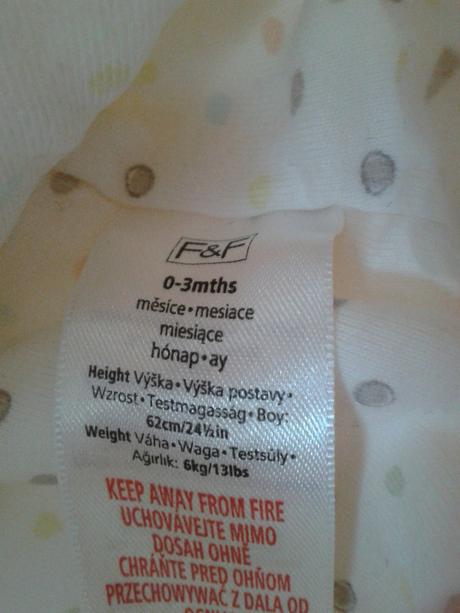 F&F
0-3mths
měsíce•mesiace
miesiące
hónap•ay
Height Výška•Výška postavy•
Wzrost•Testmagasság•Boy:
62cm/24½in
Weight Váha•Waga•Testsúly•
Ağırlık: 6kg/13lbs
KEEP AWAY FROM FIRE
UCHOVÁVEJTE MIMO
DOSAH OHNĚ
CHRÁŇTE PRED OHŇOM
PRZECHOWYWAĆ Z DALA OD